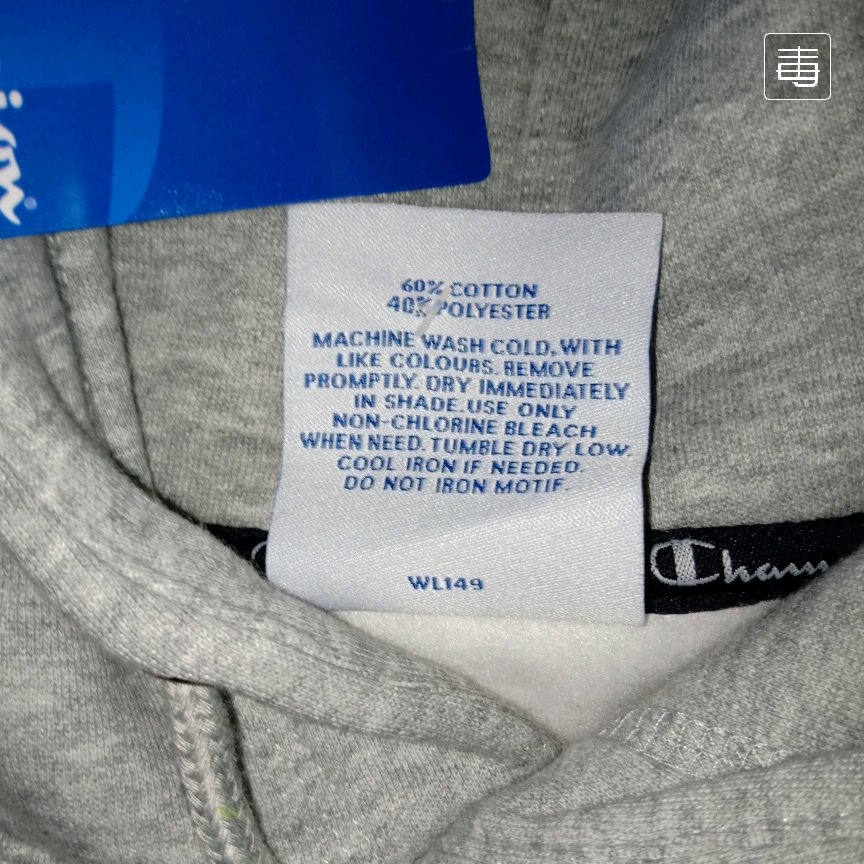 60% COTTON
40% POLYESTER
MACHINE WASH COLD, WITH
LIKE COLOURS. REMOVE
PROMPTLY. DRY IMMEDIATELY
IN SHADE. USE ONLY
NON-CHLORINE BLEACH
WHEN NEED. TUMBLE DRY LOW.
COOL IRON IF NEEDED.
DO NOT IRON MOTIF.
WL149
Cham